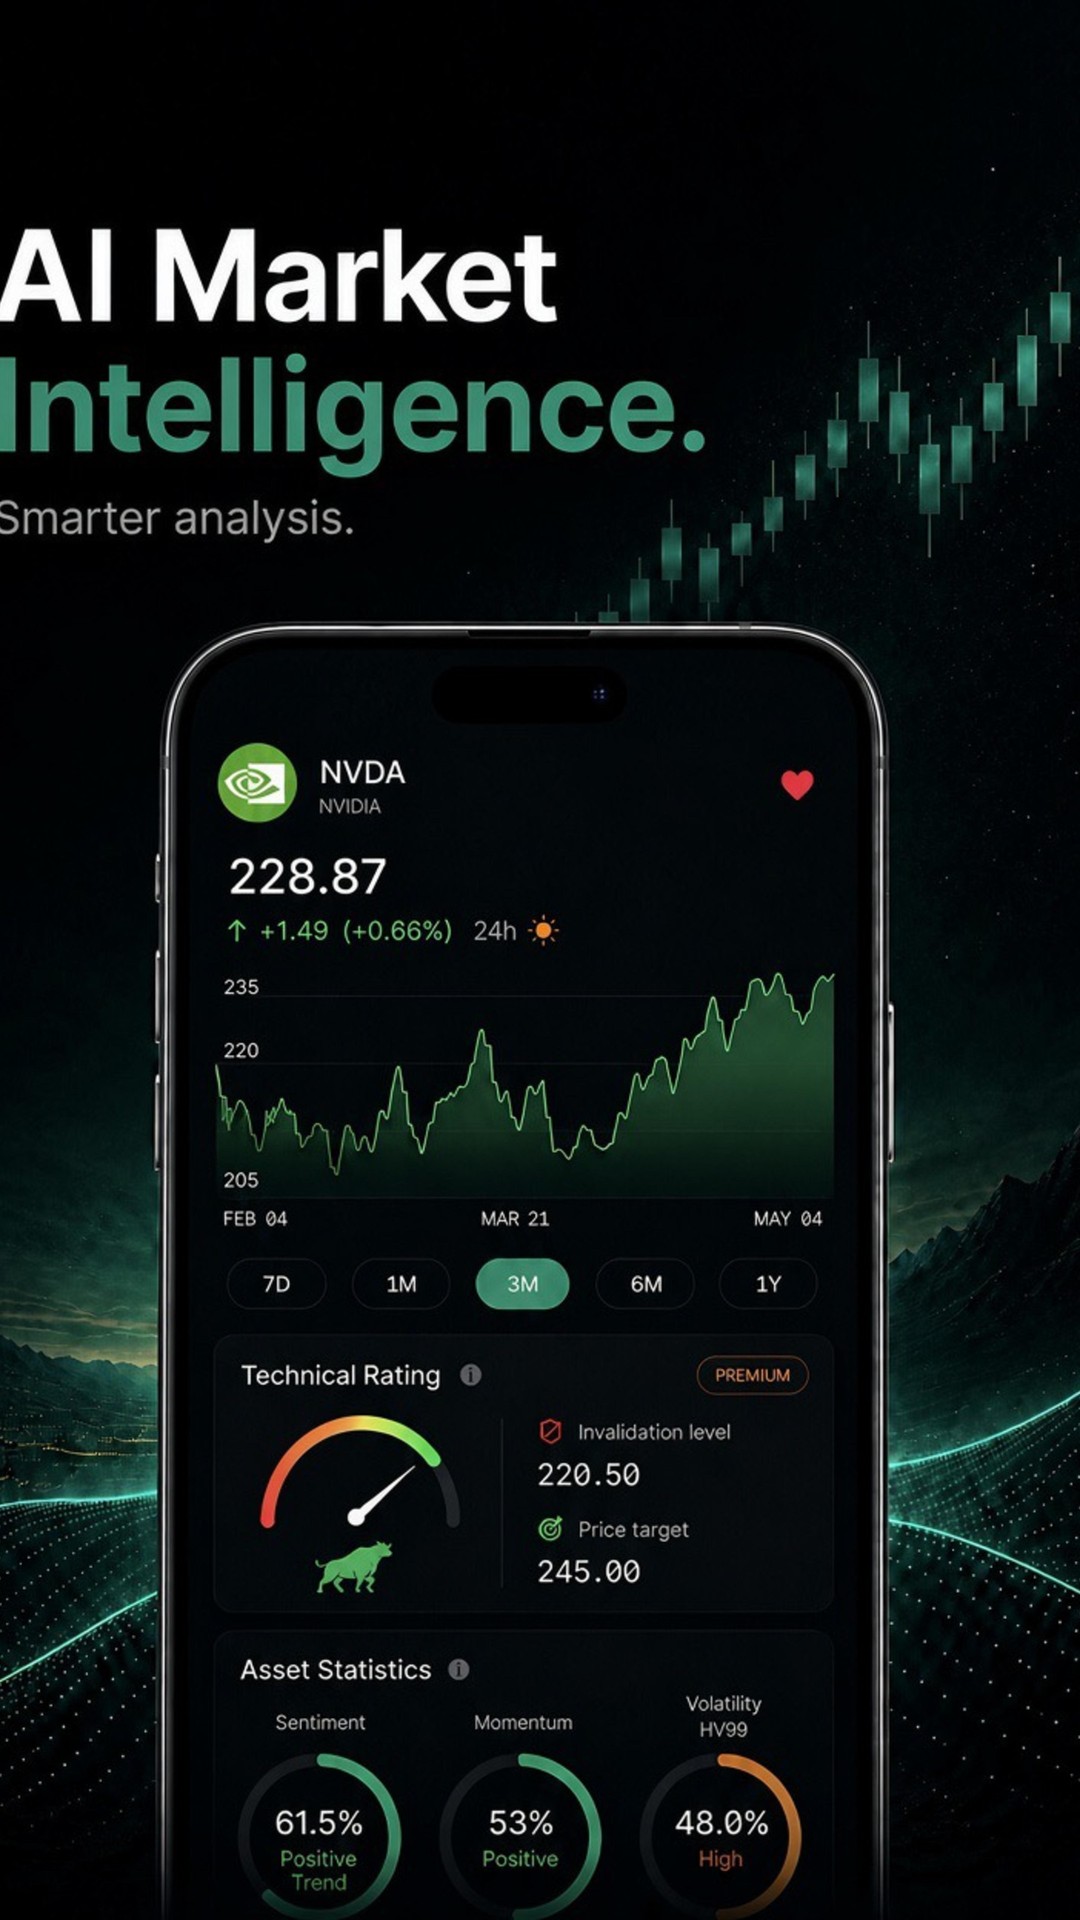 AI Market
Intelligence.
Smarter analysis.
NVDA
NVIDIA
228.87
↑ +1.49 (+0.66%) 24h
235
220
205
FEB 04 MAR 21 MAY 04
7D 1M 3M 6M 1Y
Technical Rating
PREMIUM
Invalidation level
220.50
Price target
245.00
Asset Statistics
Sentiment
61.5%
Positive
Trend
Momentum
53%
Positive
Volatility
HV99
48.0%
High